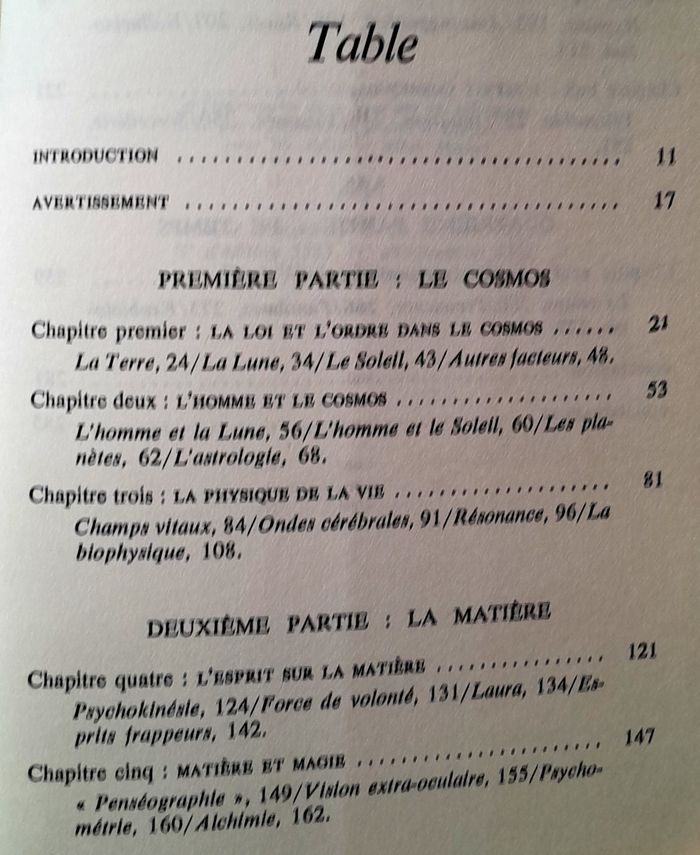 Table
INTRODUCTION ........................................ 11
AVERTISSEMENT ...................................... 17
PREMIÈRE PARTIE : LE COSMOS
Chapitre premier : LA LOI ET L'ORDRE DANS LE COSMOS ...... 21
La Terre, 24/La Lune, 34/Le Soleil, 43/Autres facteurs, 48.
Chapitre deux : L'HOMME ET LE COSMOS .................... 53
L'homme et la Lune, 56/L'homme et le Soleil, 60/Les pla-
nètes, 62/L'astrologie, 68.
Chapitre trois : LA PHYSIQUE DE LA VIE .................... 81
Champs vitaux, 84/Ondes cérébrales, 91/Résonance, 96/La
biophysique, 108.
DEUXIÈME PARTIE : LA MATIÈRE
Chapitre quatre : L'ESPRIT SUR LA MATIÈRE ................ 121
Psychokinésie, 124/Force de volonté, 131/Laura, 134/Es-
prits frappeurs, 142.
Chapitre cinq : MATIÈRE ET MAGIE ........................ 147
« Penséographie », 149/Vision extra-oculaire, 155/Psycho-
métrie, 160/Alchimie, 162.